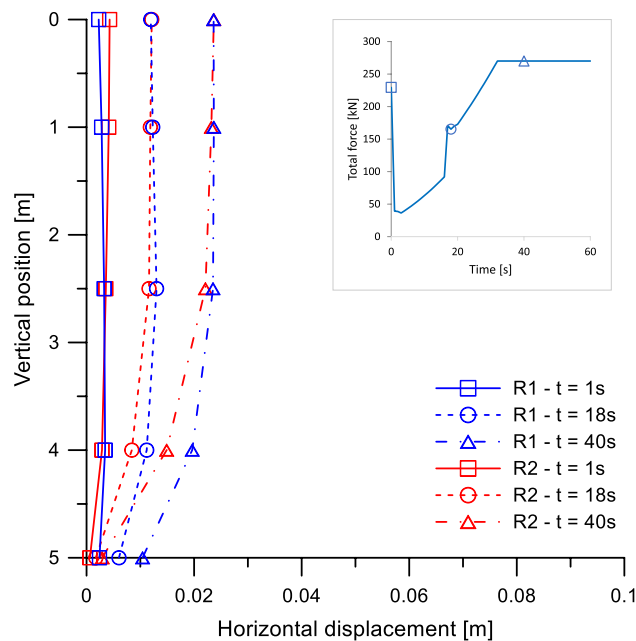 0
1
2
3
4
5
Vertical position [m]
0
0.02
0.04
0.06
0.08
0.1
Horizontal displacement [m]
300
250
200
150
100
50
0
Total force [kN]
0
20
40
60
Time [s]
R1 - t = 1s
R1 - t = 18s
R1 - t = 40s
R2 - t = 1s
R2 - t = 18s
R2 - t = 40s